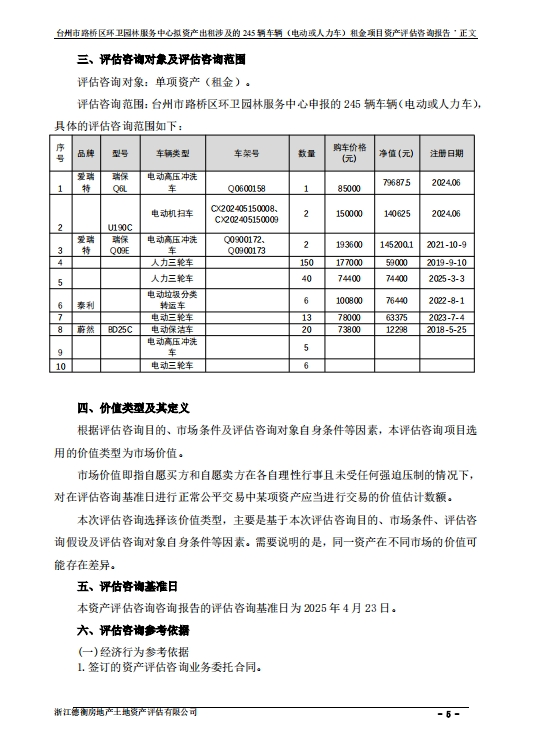 台州市路桥区环卫园林服务中心拟资产出租涉及的 245 辆车辆（电动或人力车）租金项目资产评估咨询报告·正文
三、评估咨询对象及评估咨询范围
评估咨询对象：单项资产（租金）。
评估咨询范围：台州市路桥区环卫园林服务中心申报的 245 辆车辆（电动或人力车），
具体的评估咨询范围如下：
序号 品牌 型号 车辆类型 车架号 数量 购车价格(元) 净值(元) 注册日期
1 爱瑞特 瑞保Q6L 电动高压冲洗车 Q0600158 1 85000 79687.5 2024.06
2 U190C 电动机扫车 CX202405150008、CX202405150009 2 150000 140625 2024.06
3 爱瑞特 瑞保Q09E 电动高压冲洗车 Q0900172、Q0900173 2 193600 145200.1 2021-10-9
4 人力三轮车 150 177000 59000 2019-9-10
5 人力三轮车 40 74400 74400 2025-3-3
6 泰利 电动垃圾分类转运车 6 100800 76440 2022-8-1
7 电动三轮车 13 78000 63375 2023-7-4
8 蔚然 BD25C 电动保洁车 20 73800 12298 2018-5-25
9 电动高压冲洗车 5
10 电动三轮车 6
四、价值类型及其定义
根据评估咨询目的、市场条件及评估咨询对象自身条件等因素，本评估咨询项目选
用的价值类型为市场价值。
市场价值即指自愿买方和自愿卖方在各自理性行事且未受任何强迫压制的情况下，
对在评估咨询基准日进行正常公平交易中某项资产应当进行交易的价值估计数额。
本次评估咨询选择该价值类型，主要是基于本次评估咨询目的、市场条件、评估咨
询假设及评估咨询对象自身条件等因素。需要说明的是，同一资产在不同市场的价值可
能存在差异。
五、评估咨询基准日
本资产评估咨询咨询报告的评估咨询基准日为 2025 年 4 月 23 日。
六、评估咨询参考依据
(一)经济行为参考依据
1.签订的资产评估咨询业务委托合同。
浙江德衡房地产土地资产评估有限公司
- 5 -